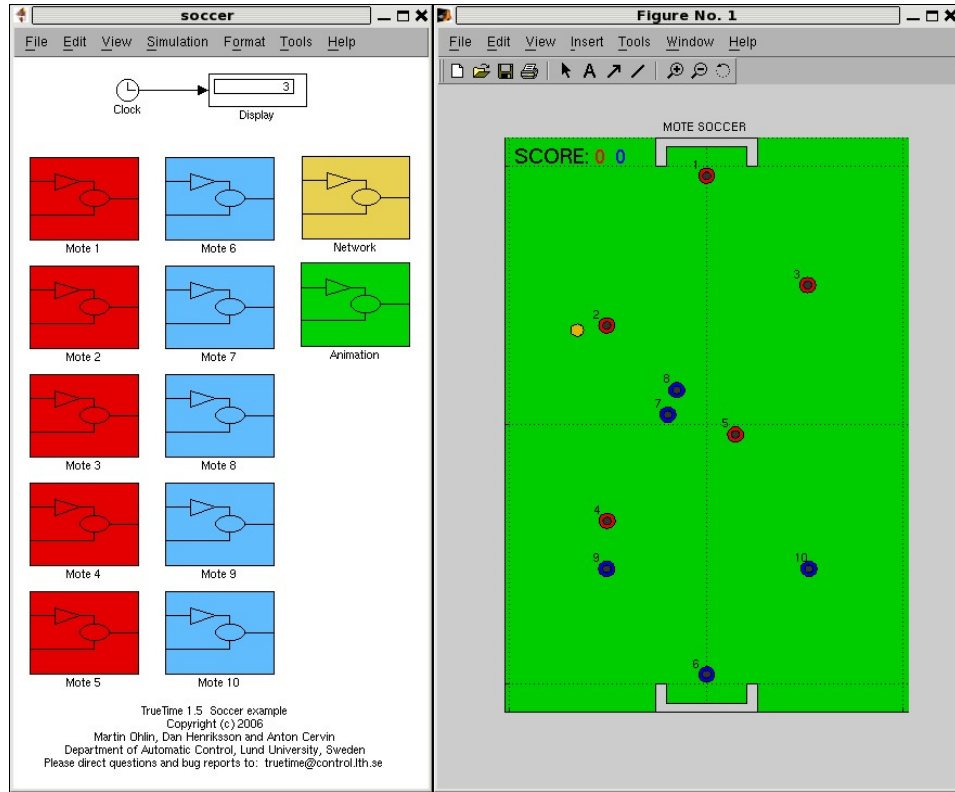 soccer
File Edit View Simulation Format Tools Help
3
Clock
Display
Mote 1
Mote 6
Network
Mote 2
Mote 7
Animation
Mote 3
Mote 8
Mote 4
Mote 9
Mote 5
Mote 10
TrueTime 1.5 Soccer example
Copyright (c) 2006
Martin Ohlin, Dan Henriksson and Anton Cervin
Department of Automatic Control, Lund University, Sweden
Please direct questions and bug reports to: truetime@control.lth.se
Figure No. 1
File Edit View Insert Tools Window Help
A
MOTE SOCCER
SCORE: 0 0
1
3
2
8
7
5
4
9
10
6